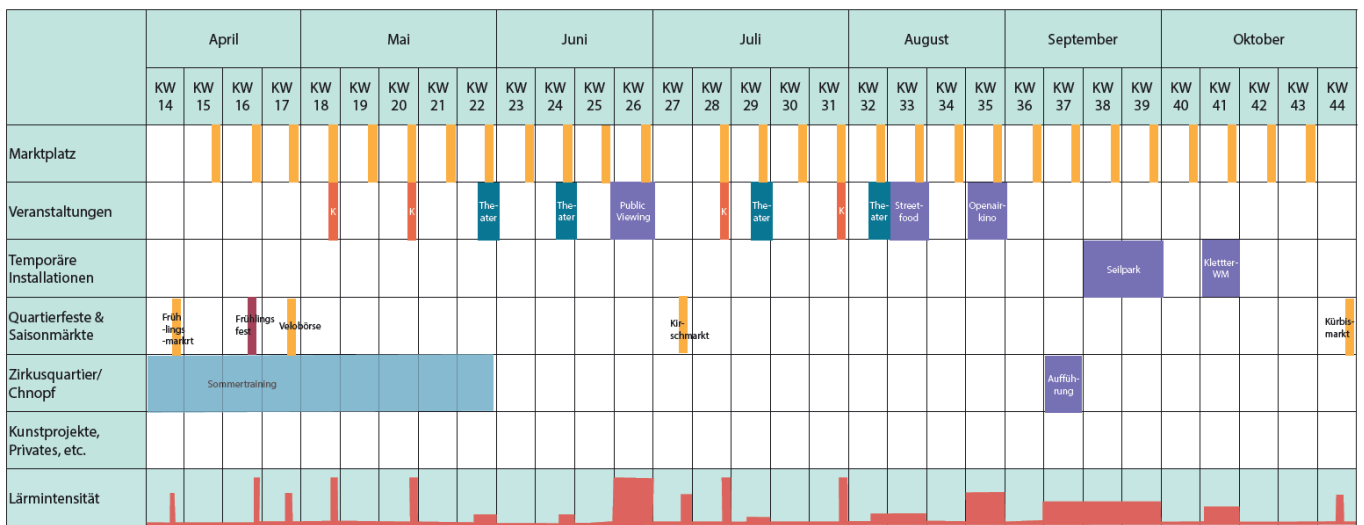 April Mai Juni Juli August September Oktober
KW KW KW KW KW KW KW KW KW KW KW KW KW KW KW KW KW KW KW KW KW KW KW KW KW KW KW KW KW KW KW
14 15 16 17 18 19 20 21 22 23 24 25 26 27 28 29 30 31 32 33 34 35 36 37 38 39 40 41 42 43 44
Marktplatz
Veranstaltungen
K
K
The-
ater
The-
ater
Public
Viewing
K
The-
ater
K
The-
ater
Street-
food
Openair-
kino
Temporäre
Installationen
Seilpark
Klettter-
WM
Quartierfeste &
Saisonmärkte
Früh
-lings
-markrt
Frühlings
fest
Velobörse
Kir-
schmarkt
Kürbis-
markt
Zirkusquartier/
Chnopf
Sommertraining
Auffüh-
rung
Kunstprojekte,
Privates, etc.
Lärmintensität